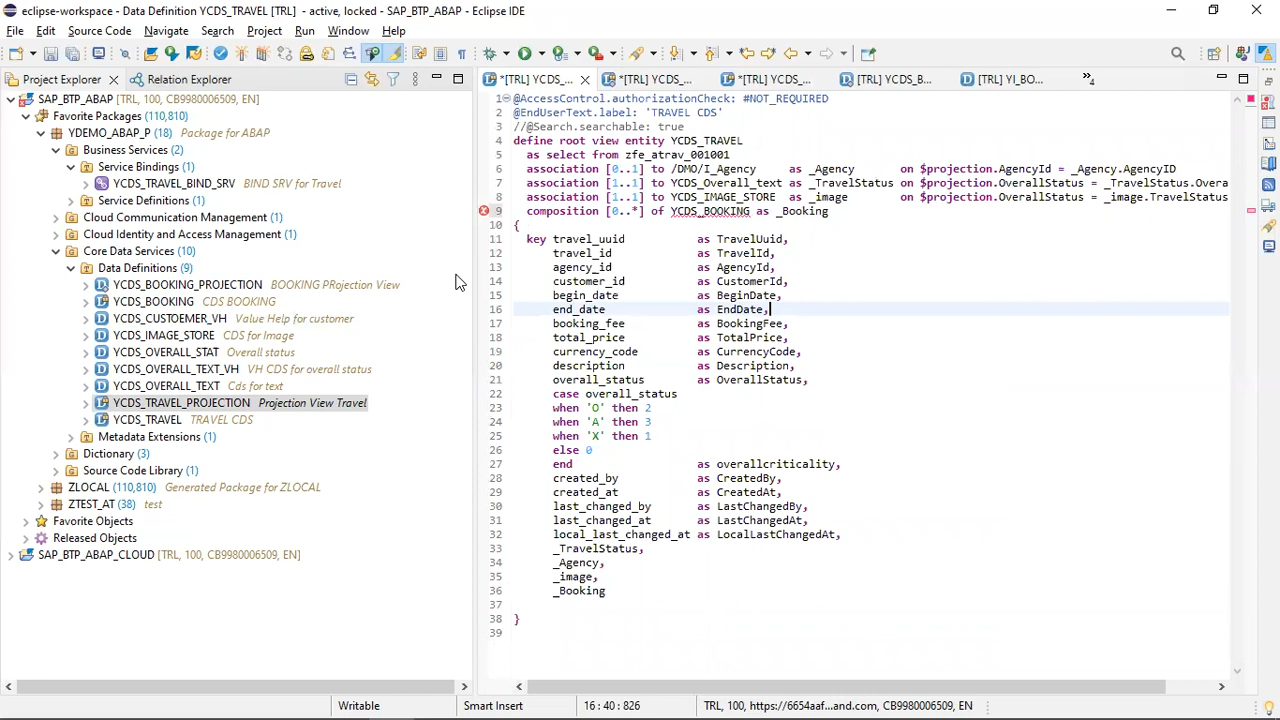 eclipse-workspace - Data Definition YCDS_TRAVEL [TRL] - active, locked - SAP_BTP_ABAP - Eclipse IDE
File Edit Source Code Navigate Search Project Run Window Help
Project Explorer Relation Explorer
*[TRL] YCDS_... *[TRL] YCDS_... *[TRL] YCDS_... [TRL] YCDS_B... [TRL] YI_BO... 4
SAP_BTP_ABAP [TRL, 100, CB9980006509, EN]
Favorite Packages (110,810)
YDEMO_ABAP_P (18) Package for ABAP
Business Services (2)
Service Bindings (1)
YCDS_TRAVEL_BIND_SRV BIND SRV for Travel
Service Definitions (1)
Cloud Communication Management (1)
Cloud Identity and Access Management (1)
Core Data Services (10)
Data Definitions (9)
YCDS_BOOKING_PROJECTION BOOKING PRojection View
YCDS_BOOKING CDS BOOKING
YCDS_CUSTOEMER_VH Value Help for customer
YCDS_IMAGE_STORE CDS for Image
YCDS_OVERALL_STAT Overall status
YCDS_OVERALL_TEXT_VH VH CDS for overall status
YCDS_OVERALL_TEXT Cds for text
YCDS_TRAVEL_PROJECTION Projection View Travel
YCDS_TRAVEL TRAVEL CDS
Metadata Extensions (1)
Dictionary (3)
Source Code Library (1)
ZLOCAL (110,810) Generated Package for ZLOCAL
ZTEST_AT (38) test
Favorite Objects
Released Objects
SAP_BTP_ABAP_CLOUD [TRL, 100, CB9980006509, EN]
1 @AccessControl.authorizationCheck: #NOT_REQUIRED
2 @EndUserText.label: 'TRAVEL CDS'
3 //@Search.searchable: true
4 define root view entity YCDS_TRAVEL
5 as select from zfe_atrav_001001
6 association [0..1] to /DMO/I_Agency as _Agency on $projection.AgencyId = _Agency.AgencyID
7 association [1..1] to YCDS_Overall_text as _TravelStatus on $projection.OverallStatus = _TravelStatus.Overa
8 association [1..1] to YCDS_IMAGE_STORE as _image on $projection.OverallStatus = _image.TravelStatus
9 composition [0..*] of YCDS_BOOKING as _Booking
10 {
11 key travel_uuid as TravelUuid,
12 travel_id as TravelId,
13 agency_id as AgencyId,
14 customer_id as CustomerId,
15 begin_date as BeginDate,
16 end_date as EndDate,
17 booking_fee as BookingFee,
18 total_price as TotalPrice,
19 currency_code as CurrencyCode,
20 description as Description,
21 overall_status as OverallStatus,
22 case overall_status
23 when 'O' then 2
24 when 'A' then 3
25 when 'X' then 1
26 else 0
27 end as overallcriticality,
28 created_by as CreatedBy,
29 created_at as CreatedAt,
30 last_changed_by as LastChangedBy,
31 last_changed_at as LastChangedAt,
32 local_last_changed_at as LocalLastChangedAt,
33 _TravelStatus,
34 _Agency,
35 _image,
36 _Booking
37
38 }
39
Writable Smart Insert 16 : 40 : 826 TRL, 100, https://6654aaf...and.com, CB9980006509, EN